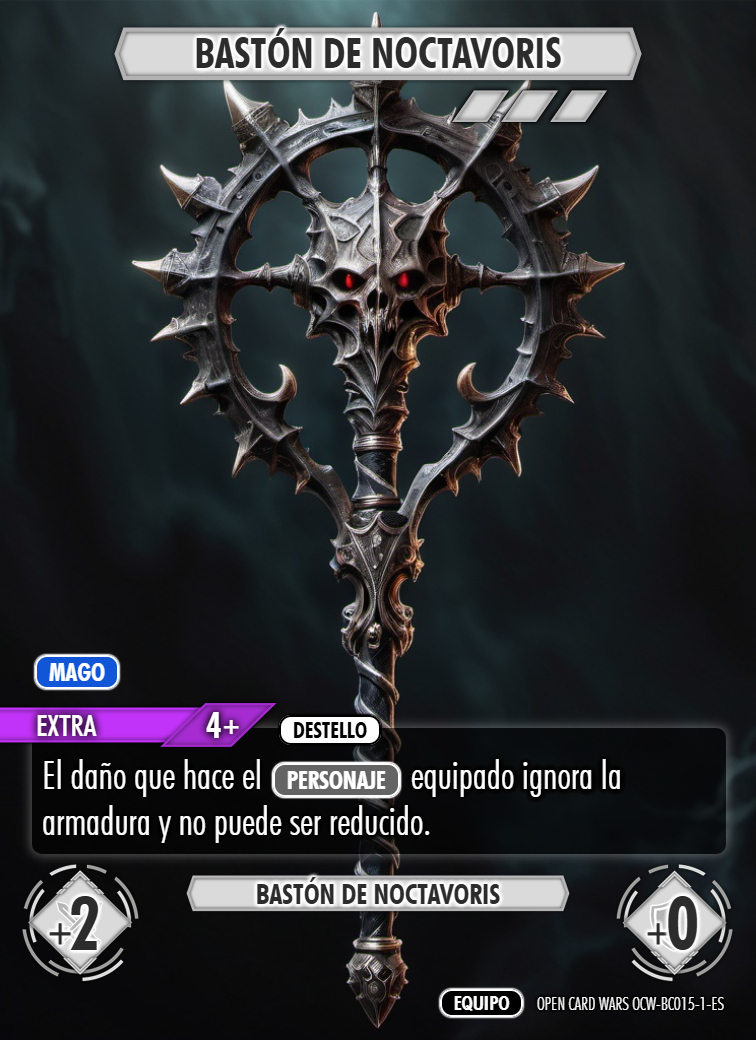 BASTÓN DE NOCTAVORIS
MAGO
EXTRA 4+ DESTELLO
El daño que hace el PERSONAJE equipado ignora la
armadura y no puede ser reducido.
+2 BASTÓN DE NOCTAVORIS +0
EQUIPO OPEN CARD WARS OCW-BC015-1-ES